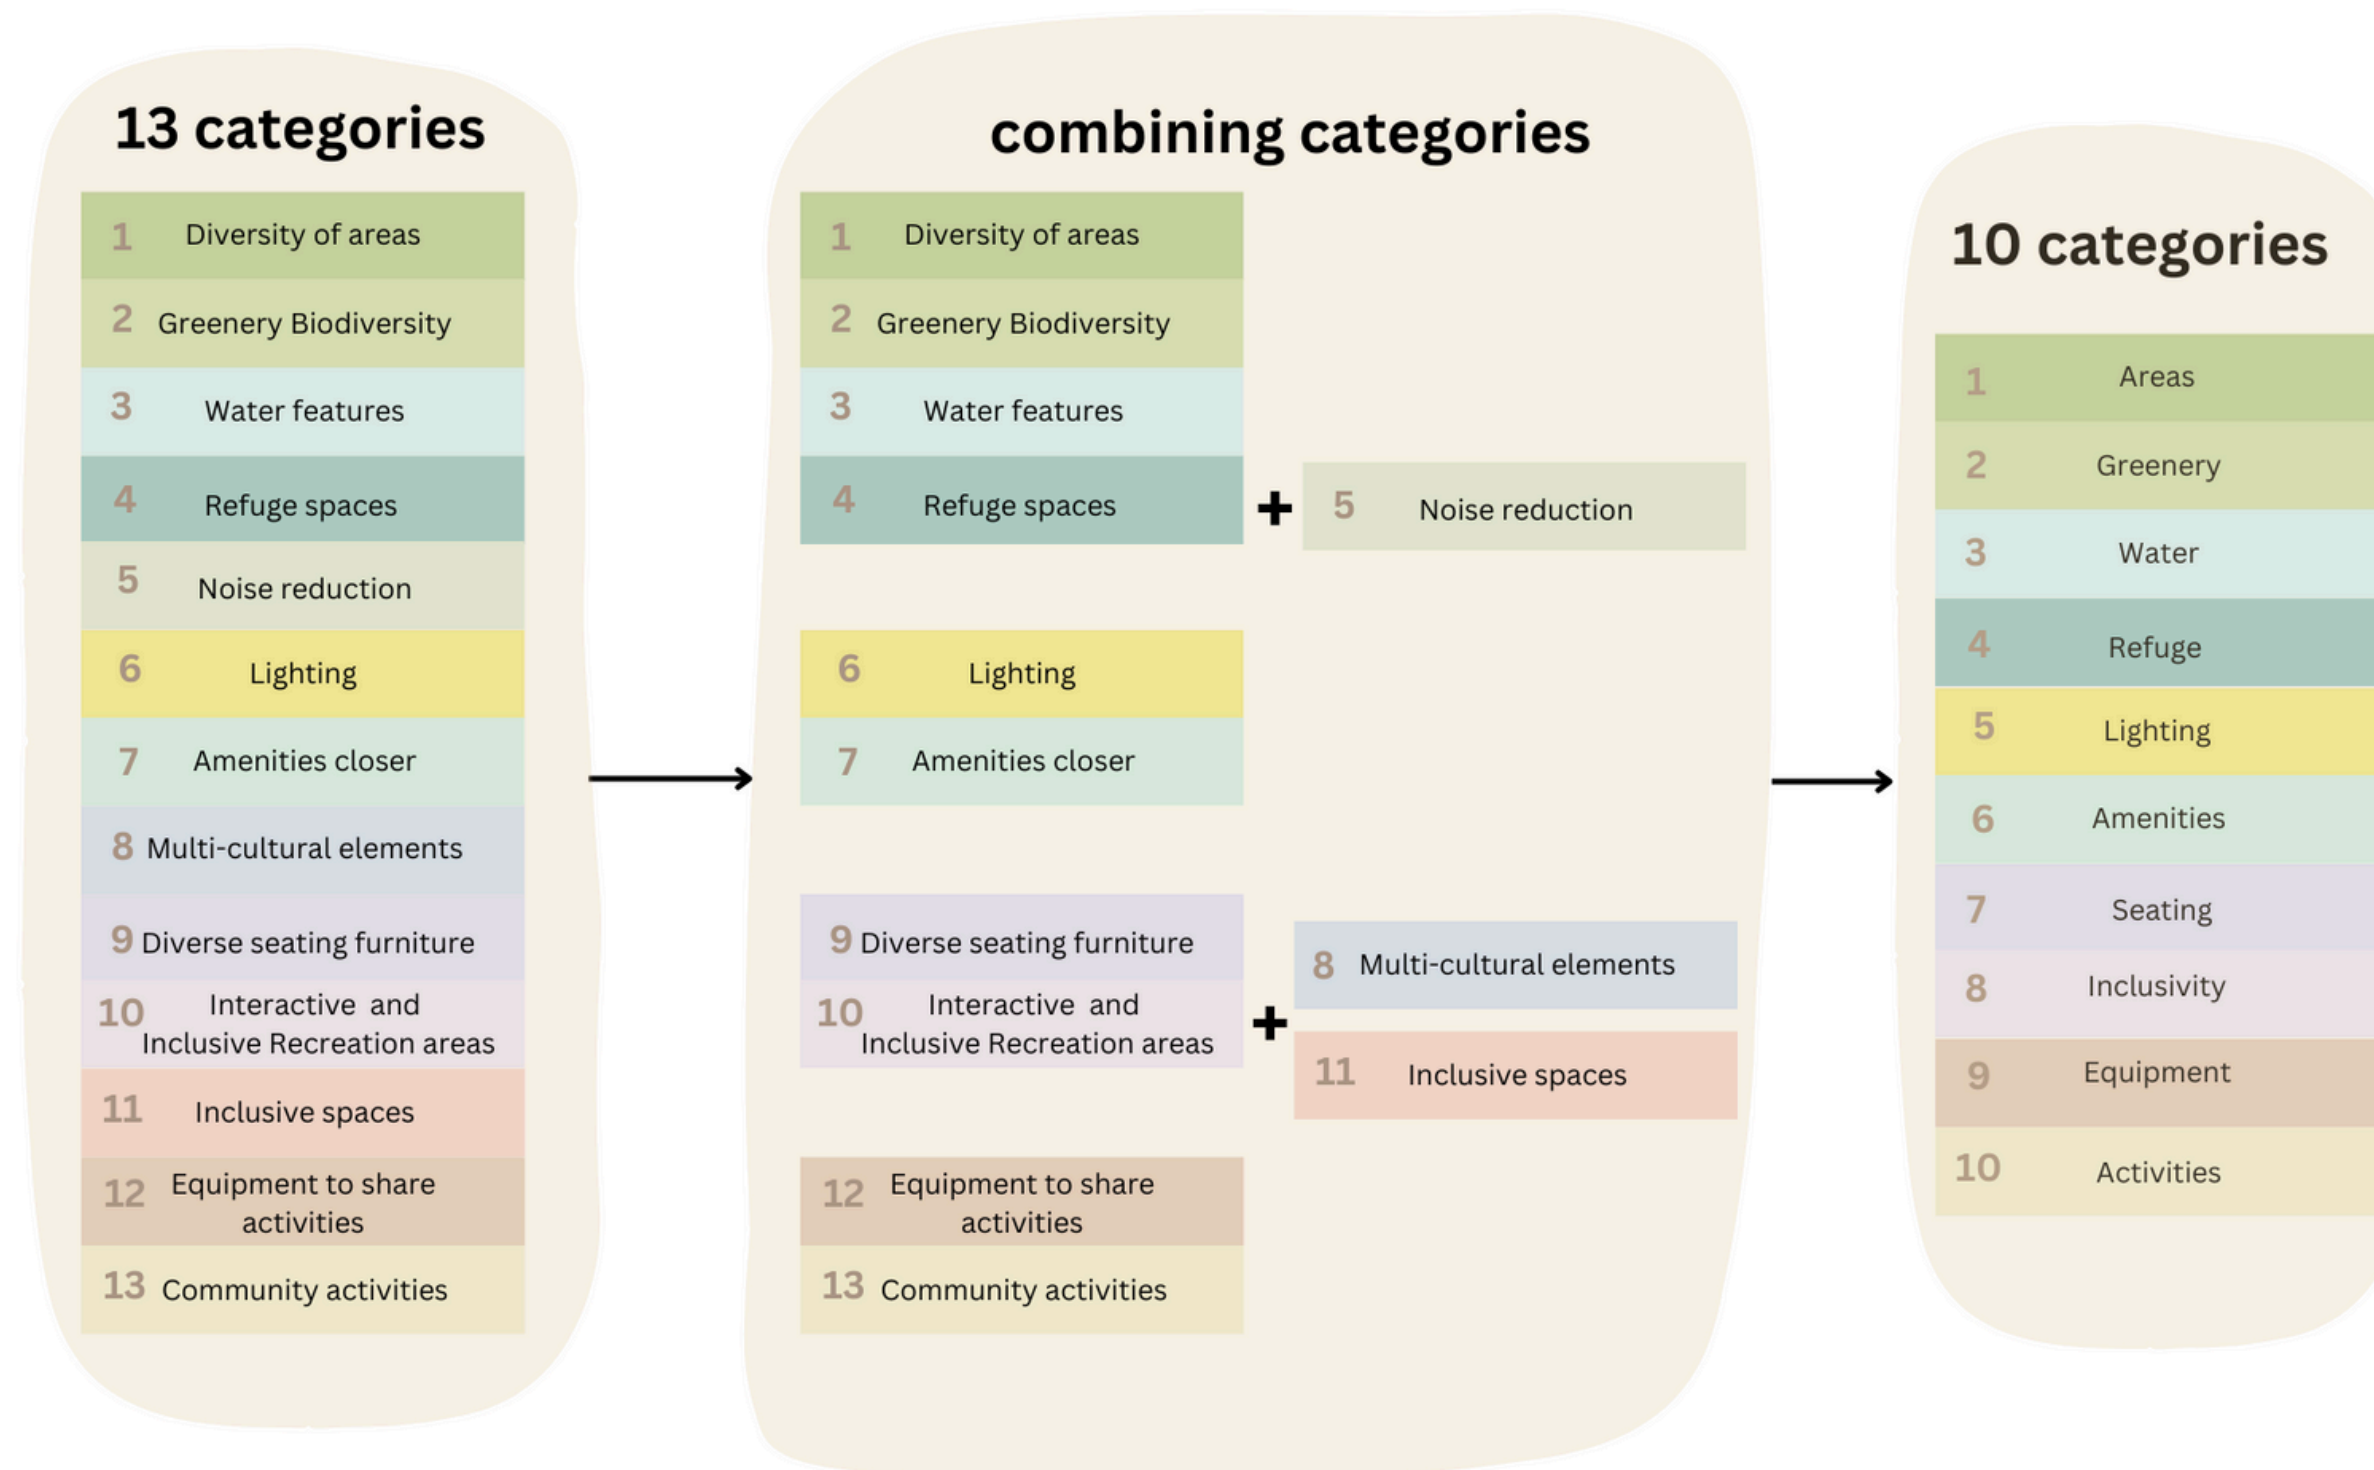 13 categories
1 Diversity of areas
2 Greenery Biodiversity
3 Water features
4 Refuge spaces
5 Noise reduction
6 Lighting
7 Amenities closer
8 Multi-cultural elements
9 Diverse seating furniture
10 Interactive and
Inclusive Recreation areas
11 Inclusive spaces
12 Equipment to share
activities
13 Community activities
combining categories
1 Diversity of areas
2 Greenery Biodiversity
3 Water features
4 Refuge spaces + 5 Noise reduction
6 Lighting
7 Amenities closer
9 Diverse seating furniture
10 Interactive and
Inclusive Recreation areas
+
8 Multi-cultural elements
11 Inclusive spaces
12 Equipment to share
activities
13 Community activities
10 categories
1 Areas
2 Greenery
3 Water
4 Refuge
5 Lighting
6 Amenities
7 Seating
8 Inclusivity
9 Equipment
10 Activities